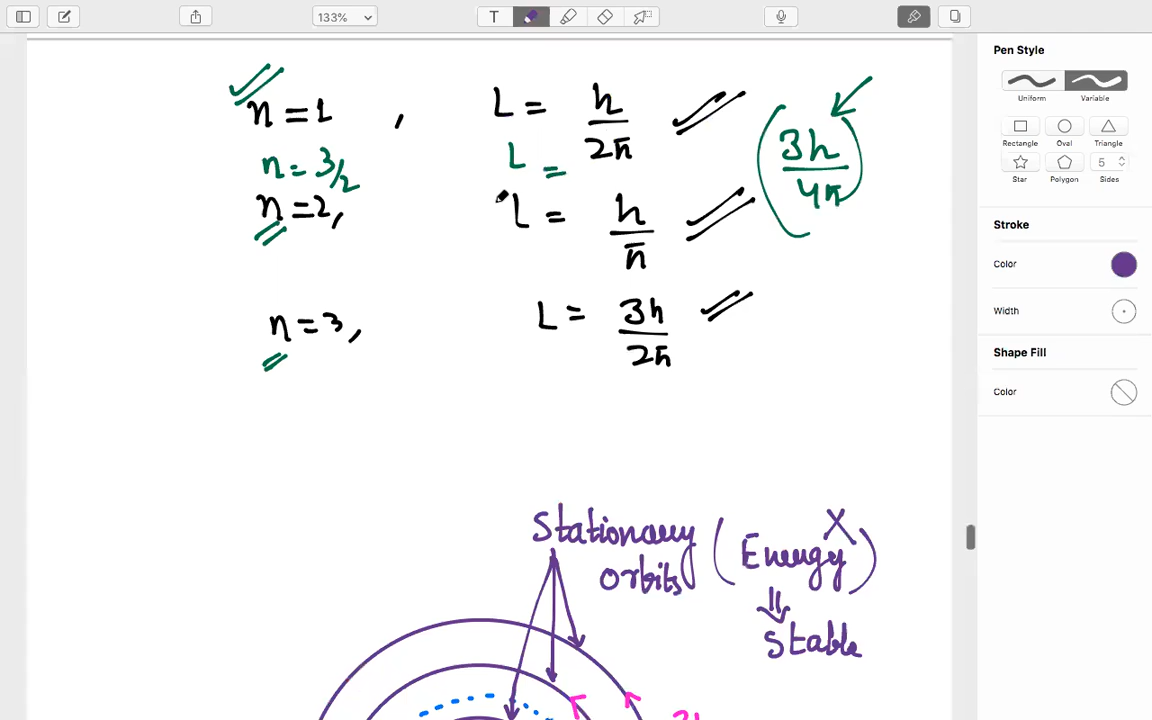 133%
T
Pen Style
Uniform
Variable
Rectangle
Oval
Triangle
Star
Polygon
5
Sides
Stroke
Color
Width
Shape Fill
Color
n = 1 , L = h/2π
n = 3/2 L = (3h/4π)
n = 2, L = h/π
n = 3, L = 3h/2π
Stationary (Energy X)
orbits
stable